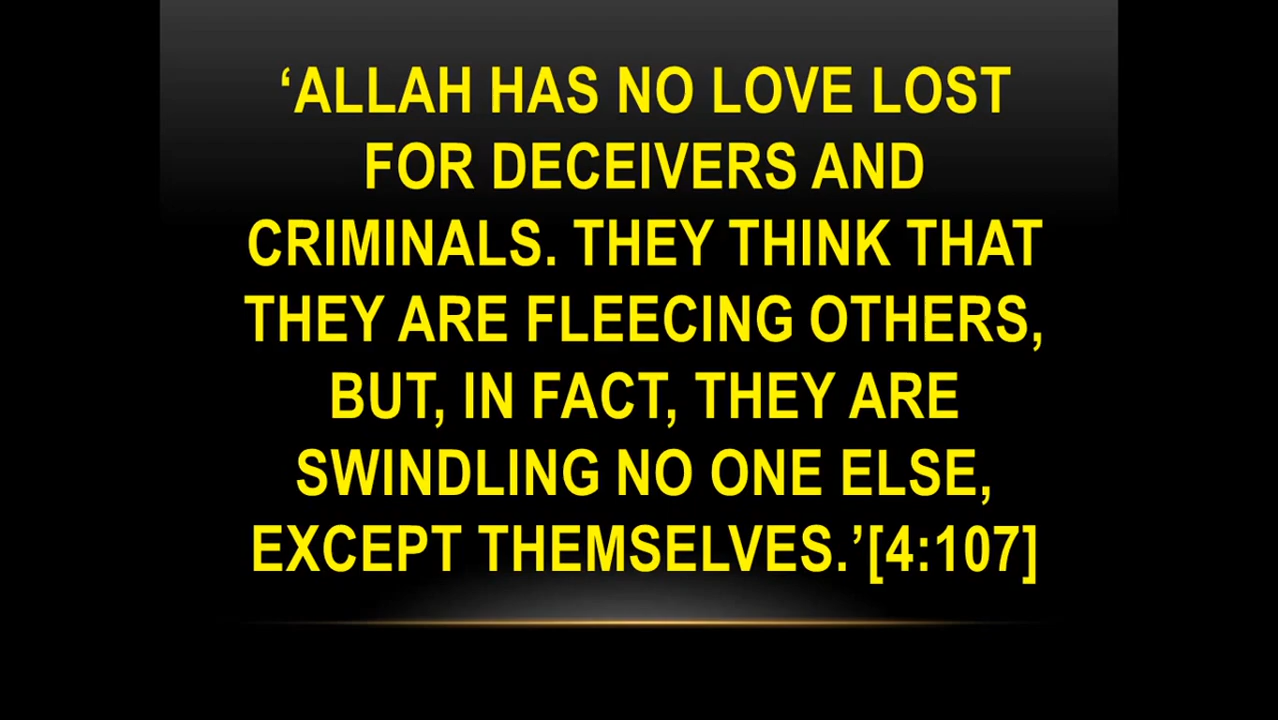 ‘ALLAH HAS NO LOVE LOST
FOR DECEIVERS AND
CRIMINALS. THEY THINK THAT
THEY ARE FLEECING OTHERS,
BUT, IN FACT, THEY ARE
SWINDLING NO ONE ELSE,
EXCEPT THEMSELVES.’[4:107]